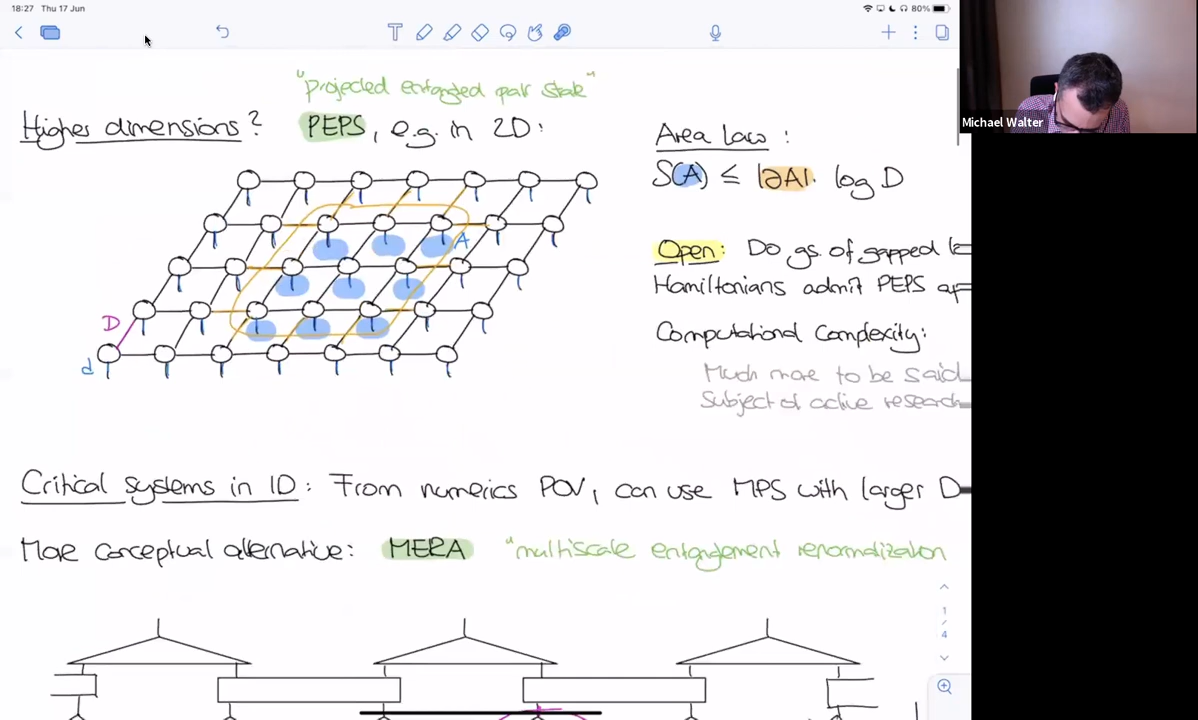 18:27 Thu 17 Jun
80%
"projected entangled pair state"
Higher dimensions? PEPS, e.g. in 2D:
A
D
d
Area law:
S(A) ≤ |∂A|. log D
Open: Do gs. of gapped
Hamiltonians admit PEPS
Computational Complexity:
Much more to be said
Subject of active research
Critical systems in 1D: From numerics POV, can use MPS with larger D
More conceptual alternative: MERA "multiscale entanglement renormalization
1
/
4
Michael Walter